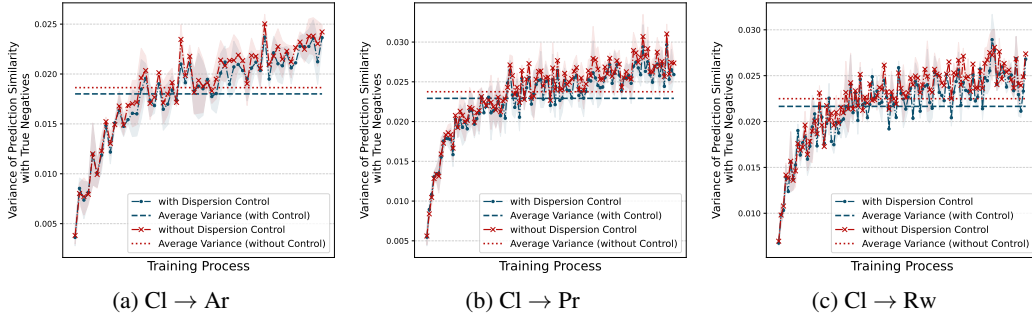 Variance of Prediction Similarity
with True Negatives
0.025
0.020
0.015
0.010
0.005
with Dispersion Control
Average Variance (with Control)
without Dispersion Control
Average Variance (without Control)
Training Process
(a) Cl → Ar
Variance of Prediction Similarity
with True Negatives
0.030
0.025
0.020
0.015
0.010
0.005
with Dispersion Control
Average Variance (with Control)
without Dispersion Control
Average Variance (without Control)
Training Process
(b) Cl → Pr
Variance of Prediction Similarity
with True Negatives
0.030
0.025
0.020
0.015
0.010
with Dispersion Control
Average Variance (with Control)
without Dispersion Control
Average Variance (without Control)
Training Process
(c) Cl → Rw